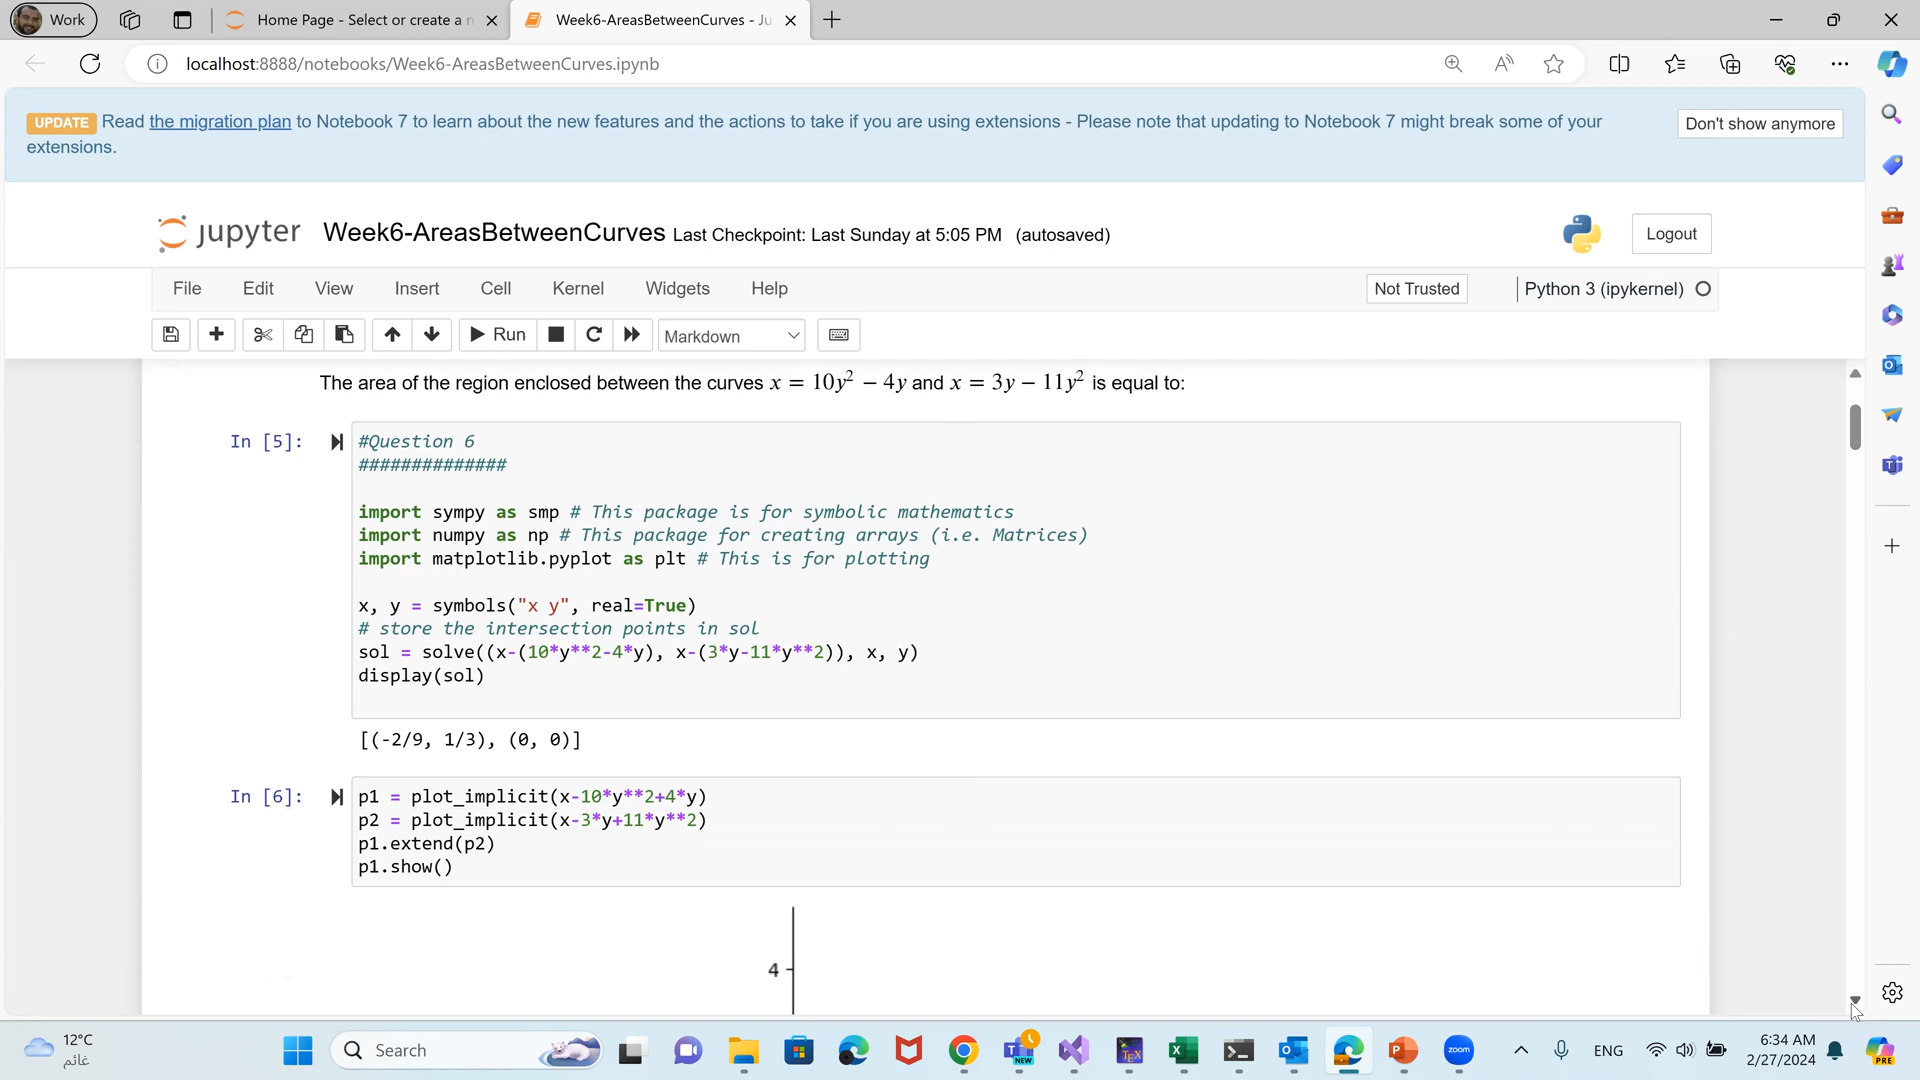 Work
Home Page - Select or create a n
Week6-AreasBetweenCurves - Ju
localhost:8888/notebooks/Week6-AreasBetweenCurves.ipynb
UPDATE Read the migration plan to Notebook 7 to learn about the new features and the actions to take if you are using extensions - Please note that updating to Notebook 7 might break some of your
extensions.
Don't show anymore
jupyter Week6-AreasBetweenCurves Last Checkpoint: Last Sunday at 5:05 PM (autosaved)
Logout
File Edit View Insert Cell Kernel Widgets Help
Not Trusted
Python 3 (ipykernel)
Run
Markdown
The area of the region enclosed between the curves x = 10y² − 4y and x = 3y − 11y² is equal to:
In [5]:
#Question 6
##############
import sympy as smp # This package is for symbolic mathematics
import numpy as np # This package for creating arrays (i.e. Matrices)
import matplotlib.pyplot as plt # This is for plotting
x, y = symbols("x y", real=True)
# store the intersection points in sol
sol = solve((x-(10*y**2-4*y), x-(3*y-11*y**2)), x, y)
display(sol)
[(-2/9, 1/3), (0, 0)]
In [6]:
p1 = plot_implicit(x-10*y**2+4*y)
p2 = plot_implicit(x-3*y+11*y**2)
p1.extend(p2)
p1.show()
4
12°C
غائم
Search
NEW
TEX
zoom
ENG
6:34 AM
2/27/2024
PRE